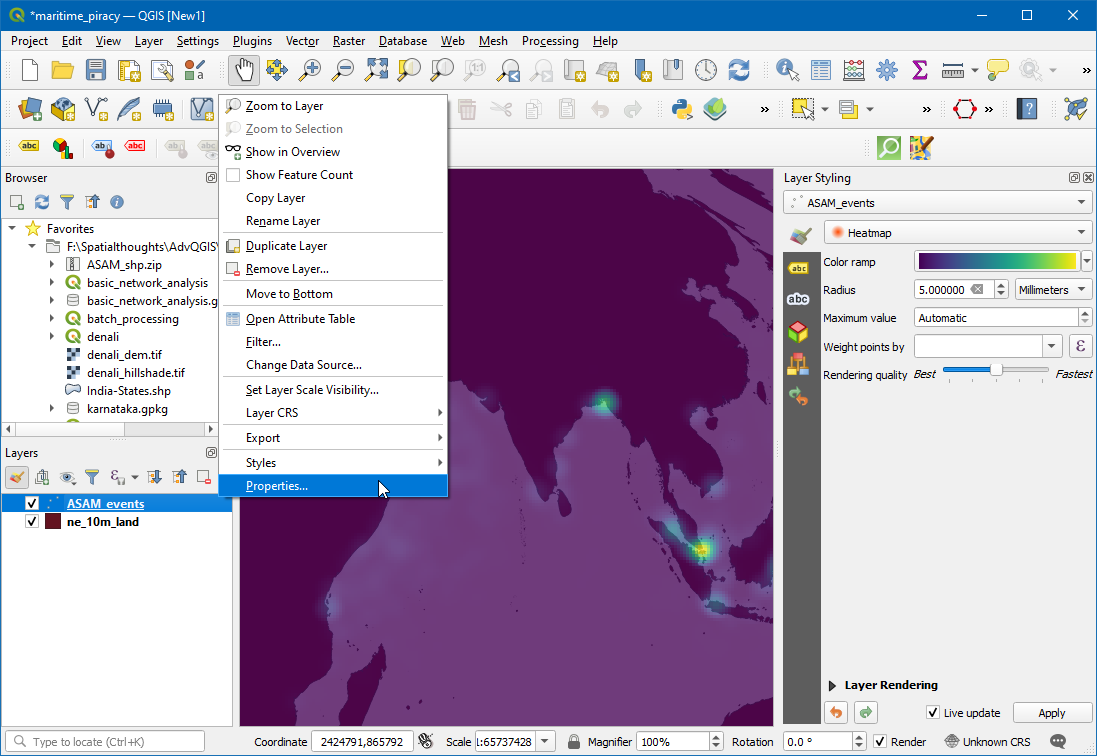 *maritime_piracy — QGIS [New1]
Project Edit View Layer Settings Plugins Vector Raster Database Web Mesh Processing Help
abc abc abc
Browser
Favorites
F:\Spatialthoughts\AdvQGIS\
ASAM_shp.zip
basic_network_analysis
basic_network_analysis.g
batch_processing
denali
denali_dem.tif
denali_hillshade.tif
India-States.shp
karnataka.gpkg
Layers
ASAM_events
ne_10m_land
Zoom to Layer
Zoom to Selection
Show in Overview
Show Feature Count
Copy Layer
Rename Layer
Duplicate Layer
Remove Layer...
Move to Bottom
Open Attribute Table
Filter...
Change Data Source...
Set Layer Scale Visibility...
Layer CRS
Export
Styles
Properties...
Layer Styling
ASAM_events
Heatmap
abc
abc
Color ramp
Radius 5.000000 Millimeters
Maximum value Automatic
Weight points by ε
Rendering quality Best Fastest
Layer Rendering
Live update Apply
Type to locate (Ctrl+K) Coordinate 2424791,865792 Scale 1:65737428 Magnifier 100% Rotation 0.0 ° Render Unknown CRS